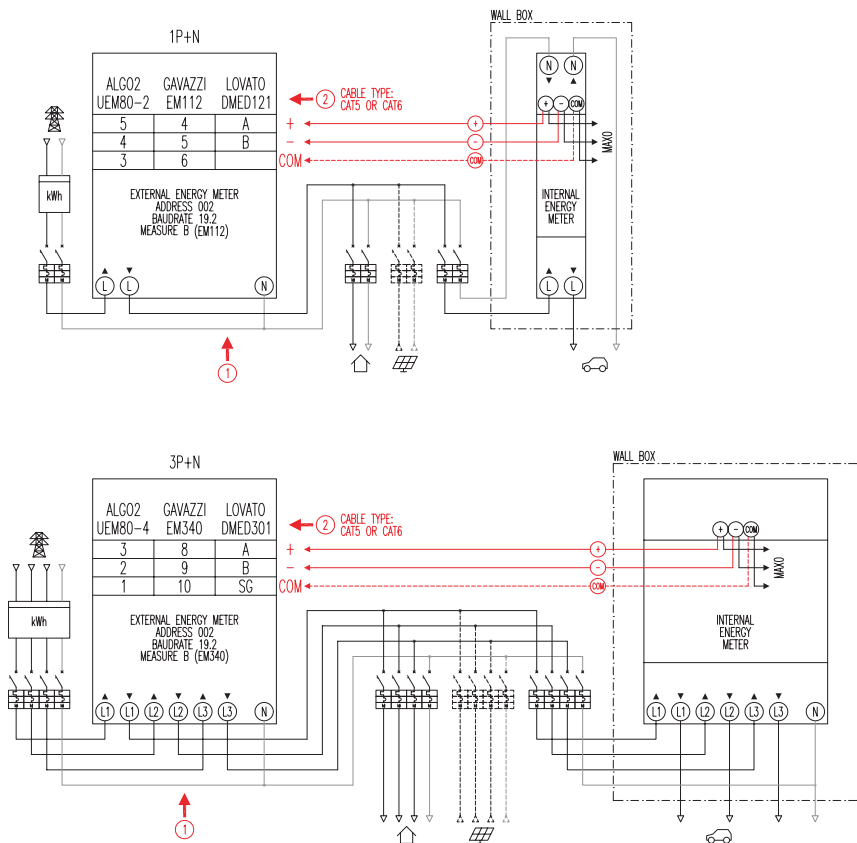 1P+N
WALL BOX
ALGO2 GAVAZZI LOVATO
UEM80-2 EM112 DMED121
2 CABLE TYPE:
CAT5 OR CAT6
5 4 A +
4 5 B -
3 6 COM
+
-
COM
N N
+ - COM
MAX0
kWh
EXTERNAL ENERGY METER
ADDRESS 002
BAUDRATE 19.2
MEASURE B (EM112)
INTERNAL
ENERGY
METER
L L N
L L
1
3P+N
WALL BOX
ALGO2 GAVAZZI LOVATO
UEM80-4 EM340 DMED301
2 CABLE TYPE:
CAT5 OR CAT6
3 8 A +
2 9 B -
1 10 SG COM
+
-
COM
+ - COM
MAX0
kWh
EXTERNAL ENERGY METER
ADDRESS 002
BAUDRATE 19.2
MEASURE B (EM340)
INTERNAL
ENERGY
METER
L1 L1 L2 L2 L3 L3 N
L1 L1 L2 L2 L3 L3 N
1